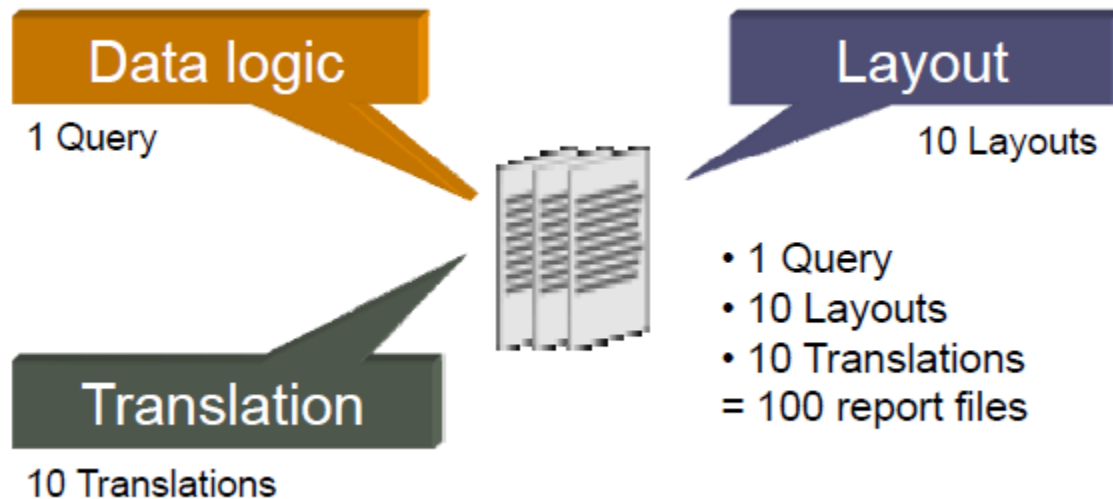 Data logic
1 Query
Layout
10 Layouts
• 1 Query
• 10 Layouts
• 10 Translations
= 100 report files
Translation
10 Translations